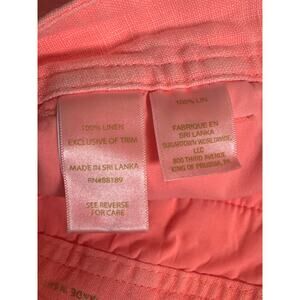 100% LINEN
EXCLUSIVE OF TRIM
MADE IN SRI LANKA
RN#88189
SEE REVERSE
FOR CARE
100% LIN
FABRIQUE EN
SRI LANKA
SUGARTOWN WORLDWIDE,
LLC
800 THIRD AVENUE
KING OF PRUSSIA, PA